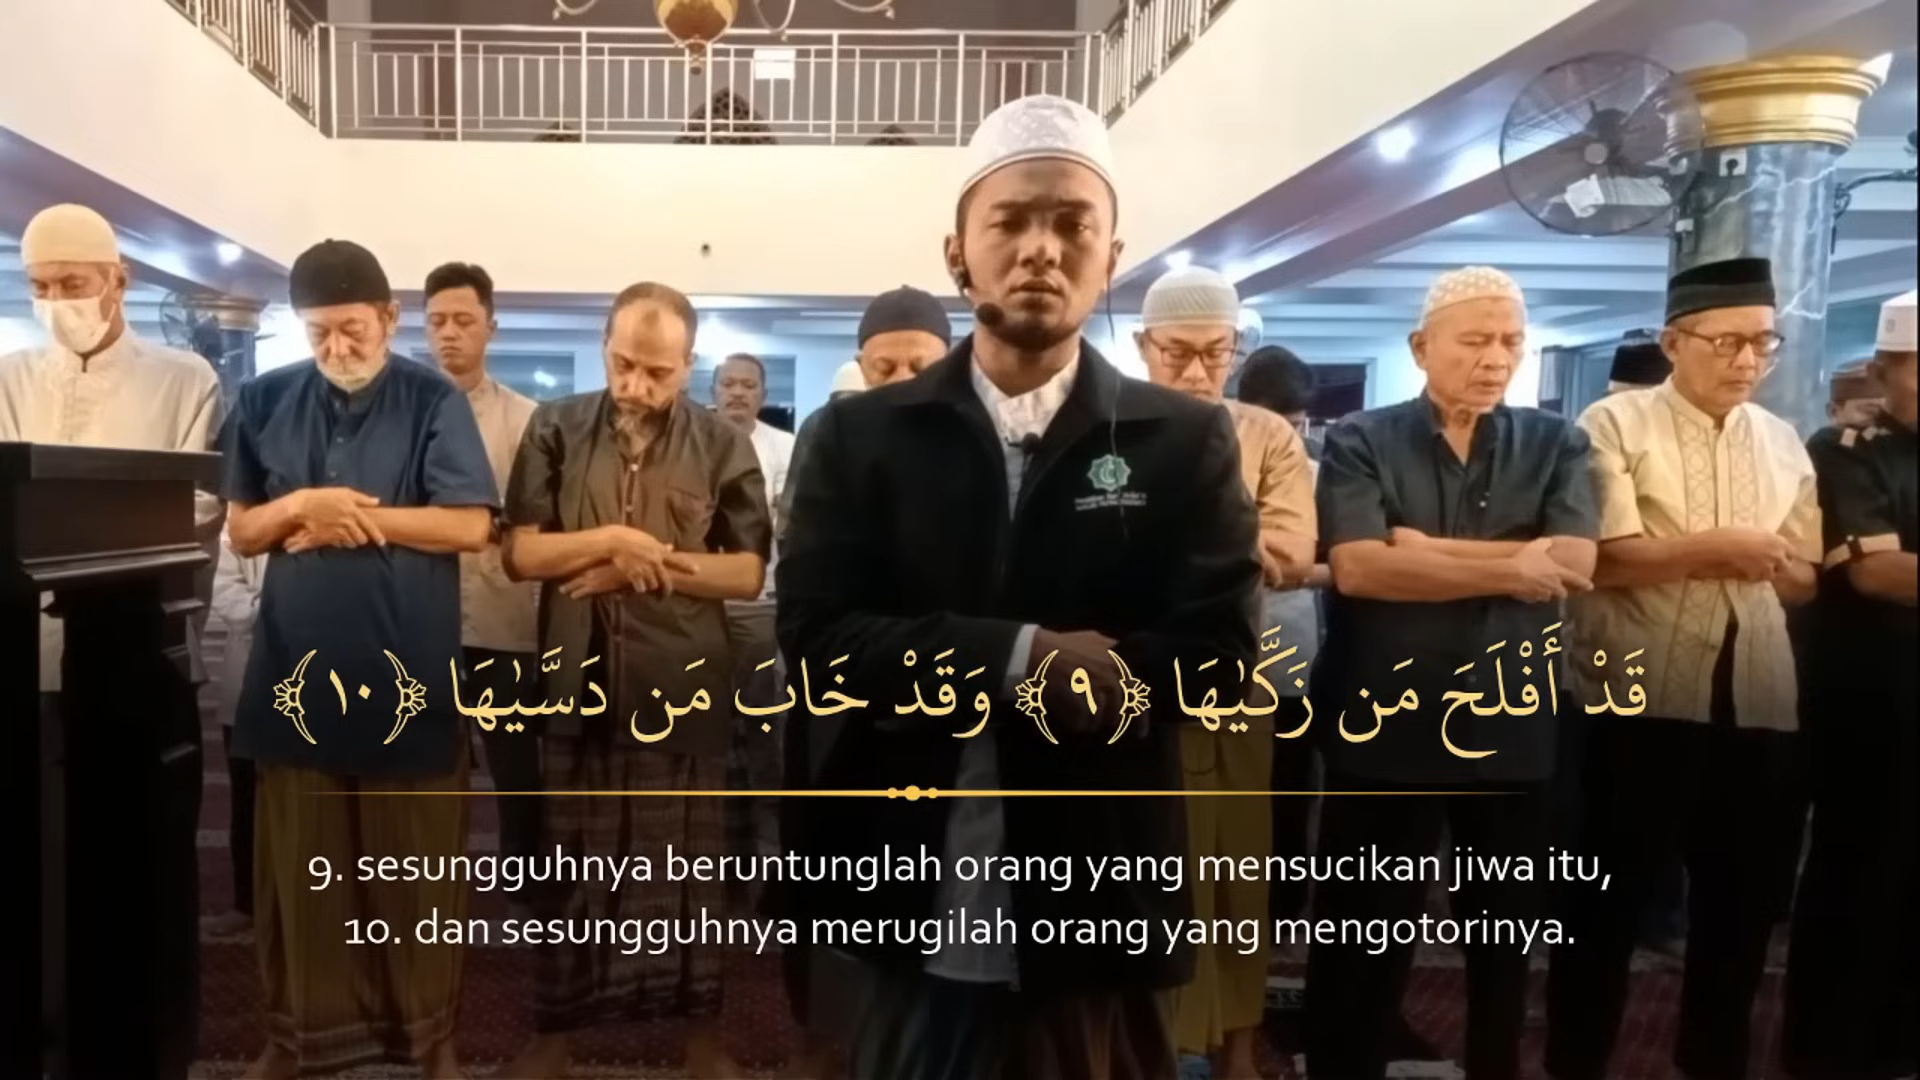 قَدْ أَفْلَحَ مَن زَكَّىٰهَا ﴿٩﴾ وَقَدْ خَابَ مَن دَسَّىٰهَا ﴿١٠﴾
9. sesungguhnya beruntunglah orang yang mensucikan jiwa itu,
10. dan sesungguhnya merugilah orang yang mengotorinya.